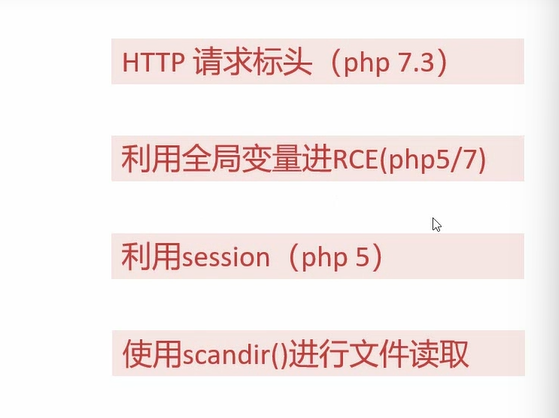 HTTP 请求标头（php 7.3）
利用全局变量进RCE(php5/7)
利用session（php 5）
使用scandir()进行文件读取